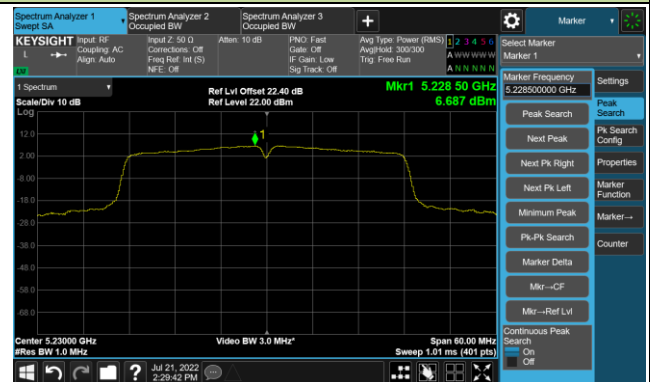 Spectrum Analyzer 1
Swept SA
Spectrum Analyzer 2
Occupied BW
Spectrum Analyzer 3
Occupied BW
+
Marker
KEYSIGHT
L
Input: RF
Coupling: AC
Align: Auto
Input Z: 50 Ω
Corrections: Off
Freq Ref: Int (S)
NFE: Off
Atten: 10 dB
PNO: Fast
Gate: Off
IF Gain: Low
Sig Track: Off
Avg Type: Power (RMS)
Avg|Hold: 300/300
Trig: Free Run
1 2 3 4 5 6
A W W W W W
A N N N N N
Select Marker
Marker 1
1 Spectrum
Scale/Div 10 dB
Log
Ref Lvl Offset 22.40 dB
Ref Level 22.00 dBm
Mkr1 5.228 50 GHz
6.687 dBm
1
12.0
2.00
-8.00
-18.0
-28.0
-38.0
-48.0
-58.0
-68.0
Center 5.23000 GHz
#Res BW 1.0 MHz
Video BW 3.0 MHz*
Span 60.00 MHz
Sweep 1.01 ms (401 pts)
Marker Frequency
5.228500000 GHz
Peak Search
Next Peak
Next Pk Right
Next Pk Left
Minimum Peak
Pk-Pk Search
Marker Delta
Mkr→CF
Mkr→Ref Lvl
Continuous Peak
Search
On
Off
Settings
Peak
Search
Pk Search
Config
Properties
Marker
Function
Marker→
Counter
?
Jul 21, 2022
2:29:42 PM